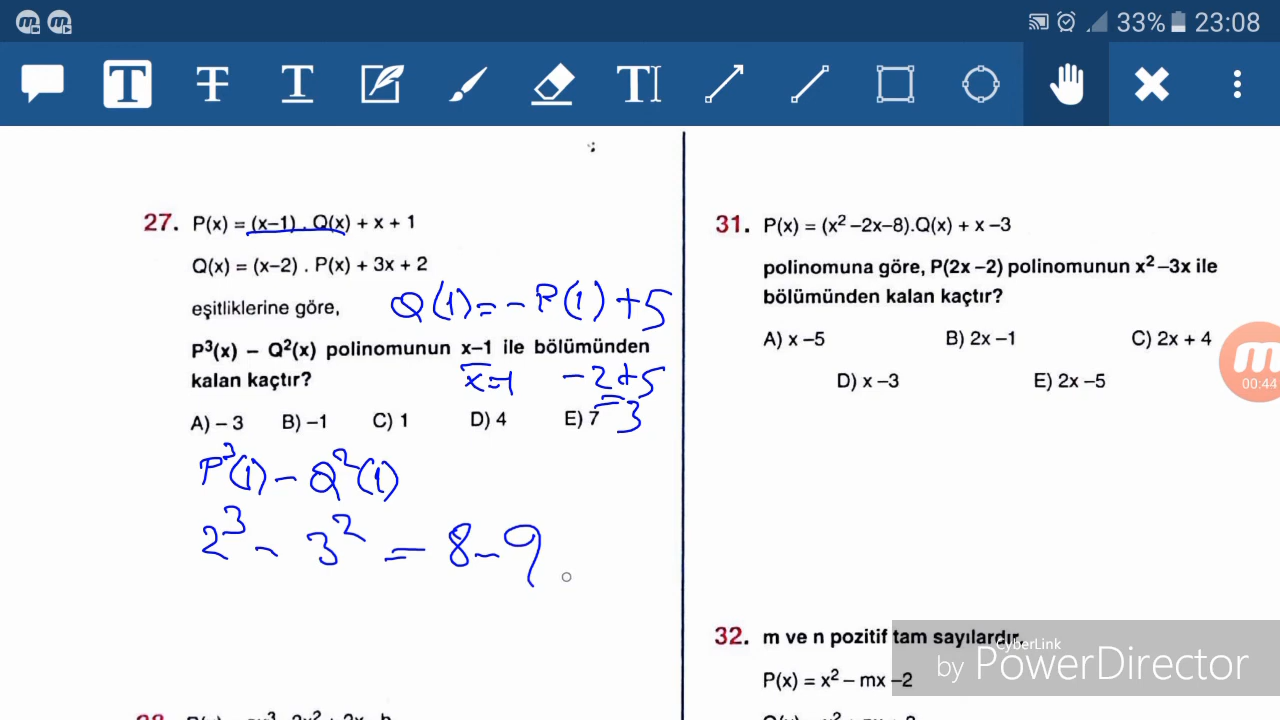 33% 23:08
T T T TI
27. P(x) = (x–1) . Q(x) + x + 1
Q(x) = (x–2) . P(x) + 3x + 2
eşitliklerine göre,
Q(1) = – P(1) + 5
P³(x) – Q²(x) polinomunun x–1 ile bölümünden
kalan kaçtır?
x=1
–2+5
= 3
A) – 3 B) –1 C) 1 D) 4 E) 7
P³(1) – Q²(1)
2³ – 3² = 8 – 9
31. P(x) = (x² –2x–8).Q(x) + x –3
polinomuna göre, P(2x –2) polinomunun x² –3x ile
bölümünden kalan kaçtır?
A) x –5 B) 2x –1 C) 2x + 4
D) x –3 E) 2x –5
00:44
32. m ve n pozitif tam sayılardır.
P(x) = x² – mx –2
CyberLink
by PowerDirector